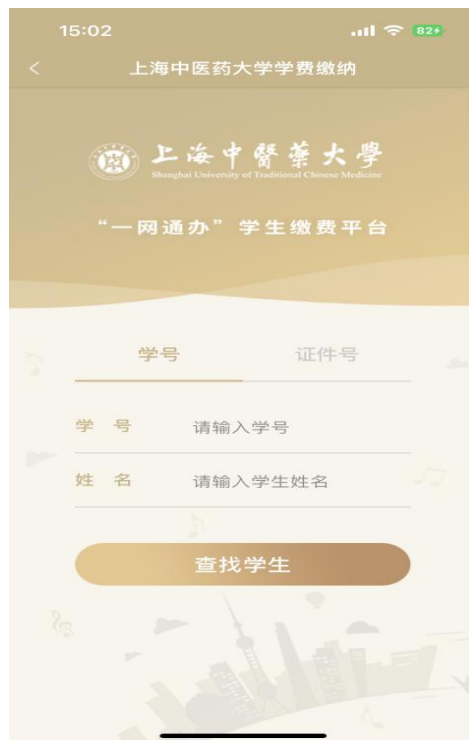 15:02
82
上海中医药大学学费缴纳
上海中醫藥大學
Shanghai University of Traditional Chinese Medicine
“一网通办”学生缴费平台
学号 证件号
学 号 请输入学号
姓 名 请输入学生姓名
查找学生